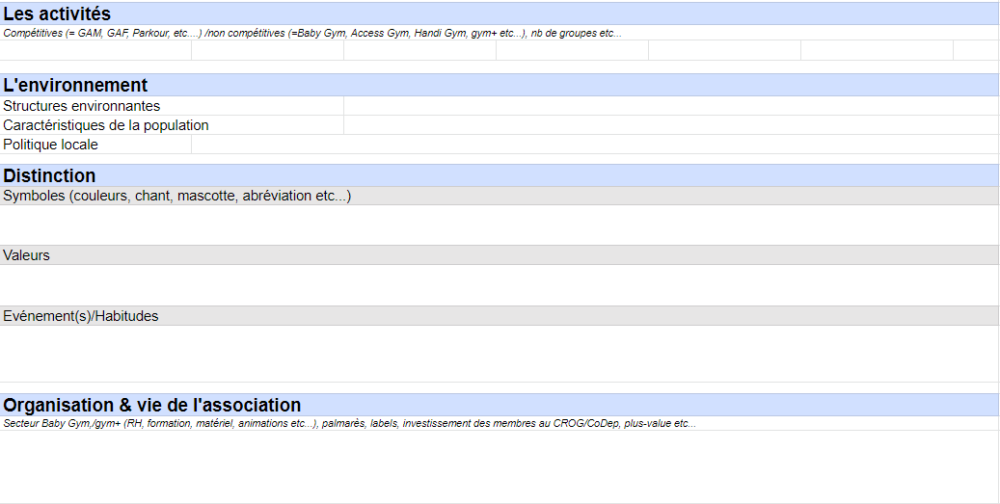 Les activités
Compétitives (= GAM, GAF, Parkour, etc....) /non compétitives (=Baby Gym, Access Gym, Handi Gym, gym+ etc...), nb de groupes etc...
L'environnement
Structures environnantes
Caractéristiques de la population
Politique locale
Distinction
Symboles (couleurs, chant, mascotte, abréviation etc...)
Valeurs
Evénement(s)/Habitudes
Organisation & vie de l'association
Secteur Baby Gym,/gym+ (RH, formation, matériel, animations etc...), palmarès, labels, investissement des membres au CROG/CoDep, plus-value etc...